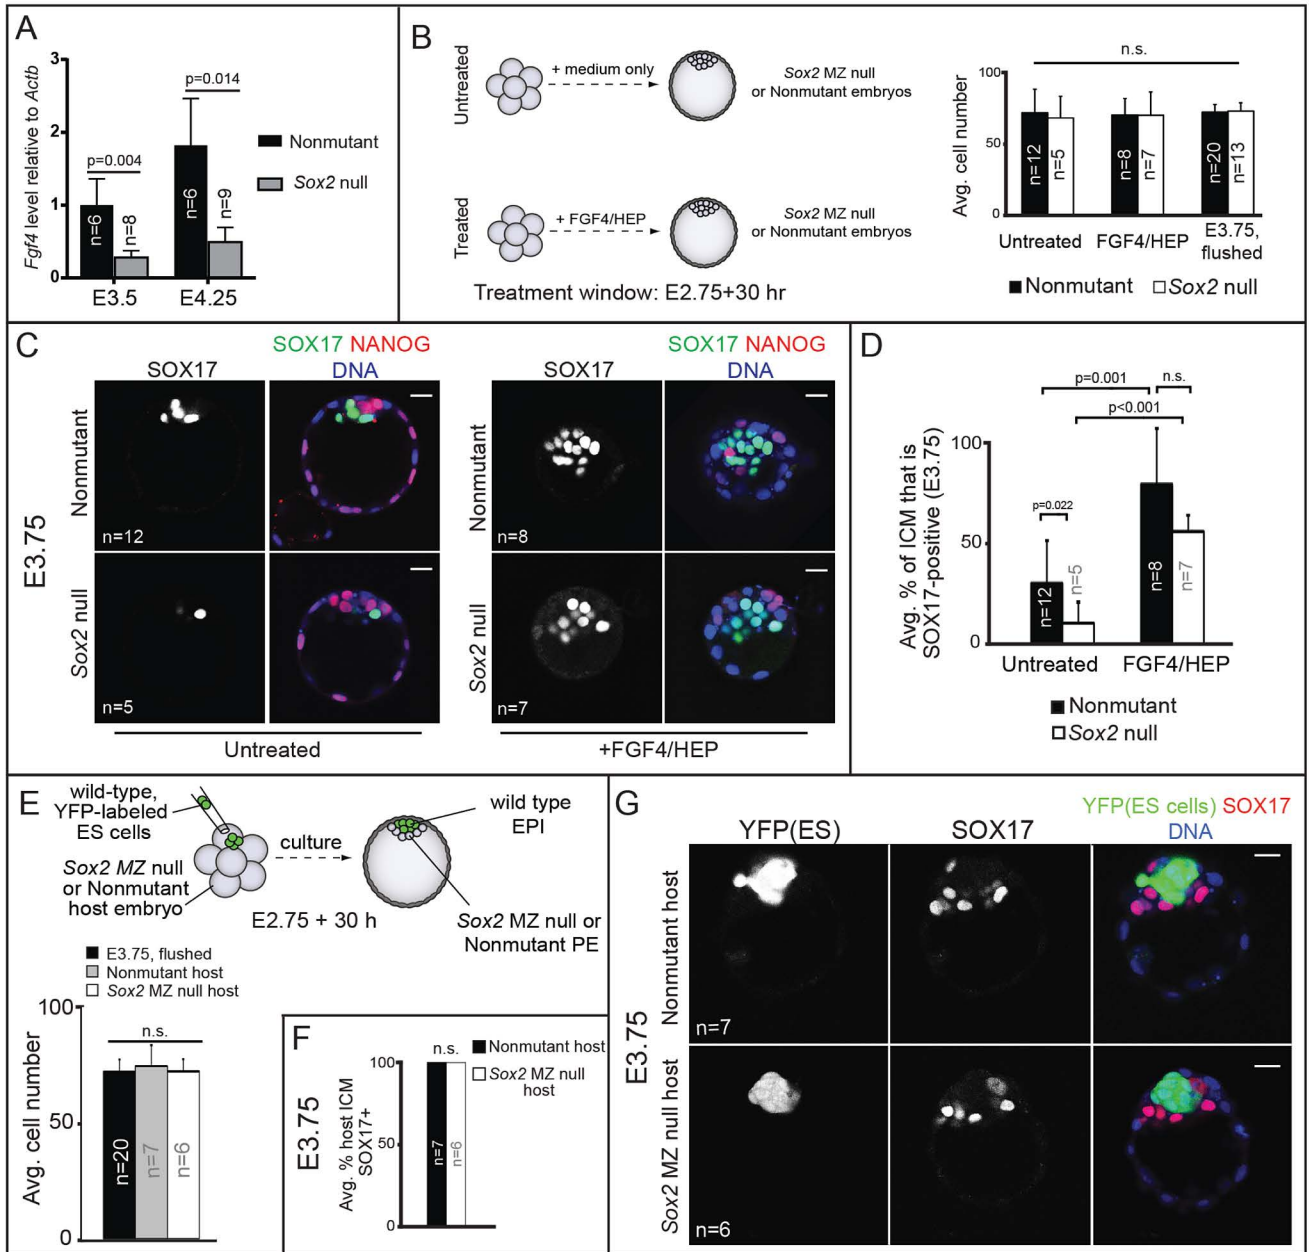 A
Fgf4 level relative to Actb
3
2
1
0
p=0.004
p=0.014
n=6
n=8
n=6
n=9
E3.5
E4.25
Nonmutant
Sox2 null
B
Untreated
+ medium only
Sox2 MZ null
or Nonmutant embryos
Treated
+ FGF4/HEP
Sox2 MZ null
or Nonmutant embryos
Treatment window: E2.75+30 hr
n.s.
Avg. cell number
100
50
0
n=12
n=5
n=8
n=7
n=20
n=13
Untreated
FGF4/HEP
E3.75,
flushed
Nonmutant
Sox2 null
C
E3.75
SOX17
SOX17 NANOG
DNA
SOX17
SOX17 NANOG
DNA
Nonmutant
n=12
Nonmutant
n=8
Sox2 null
n=5
Sox2 null
n=7
Untreated
+FGF4/HEP
D
Avg. % of ICM that is
SOX17-positive (E3.75)
p=0.001
n.s.
p<0.001
p=0.022
100
50
0
n=12
n=5
n=8
n=7
Untreated
FGF4/HEP
Nonmutant
Sox2 null
E
wild-type,
YFP-labeled
ES cells
Sox2 MZ null
or Nonmutant
host embryo
culture
E2.75 + 30 h
wild type
EPI
Sox2 MZ null or
Nonmutant PE
E3.75, flushed
Nonmutant host
Sox2 MZ null host
Avg. cell number
100
50
0
n.s.
n=20
n=7
n=6
F
E3.75
Avg. % host ICM
SOX17+
100
50
0
n.s.
n=7
n=6
Nonmutant host
Sox2 MZ null
host
G
E3.75
YFP(ES)
SOX17
YFP(ES cells) SOX17
DNA
Nonmutant host
n=7
Sox2 MZ null host
n=6